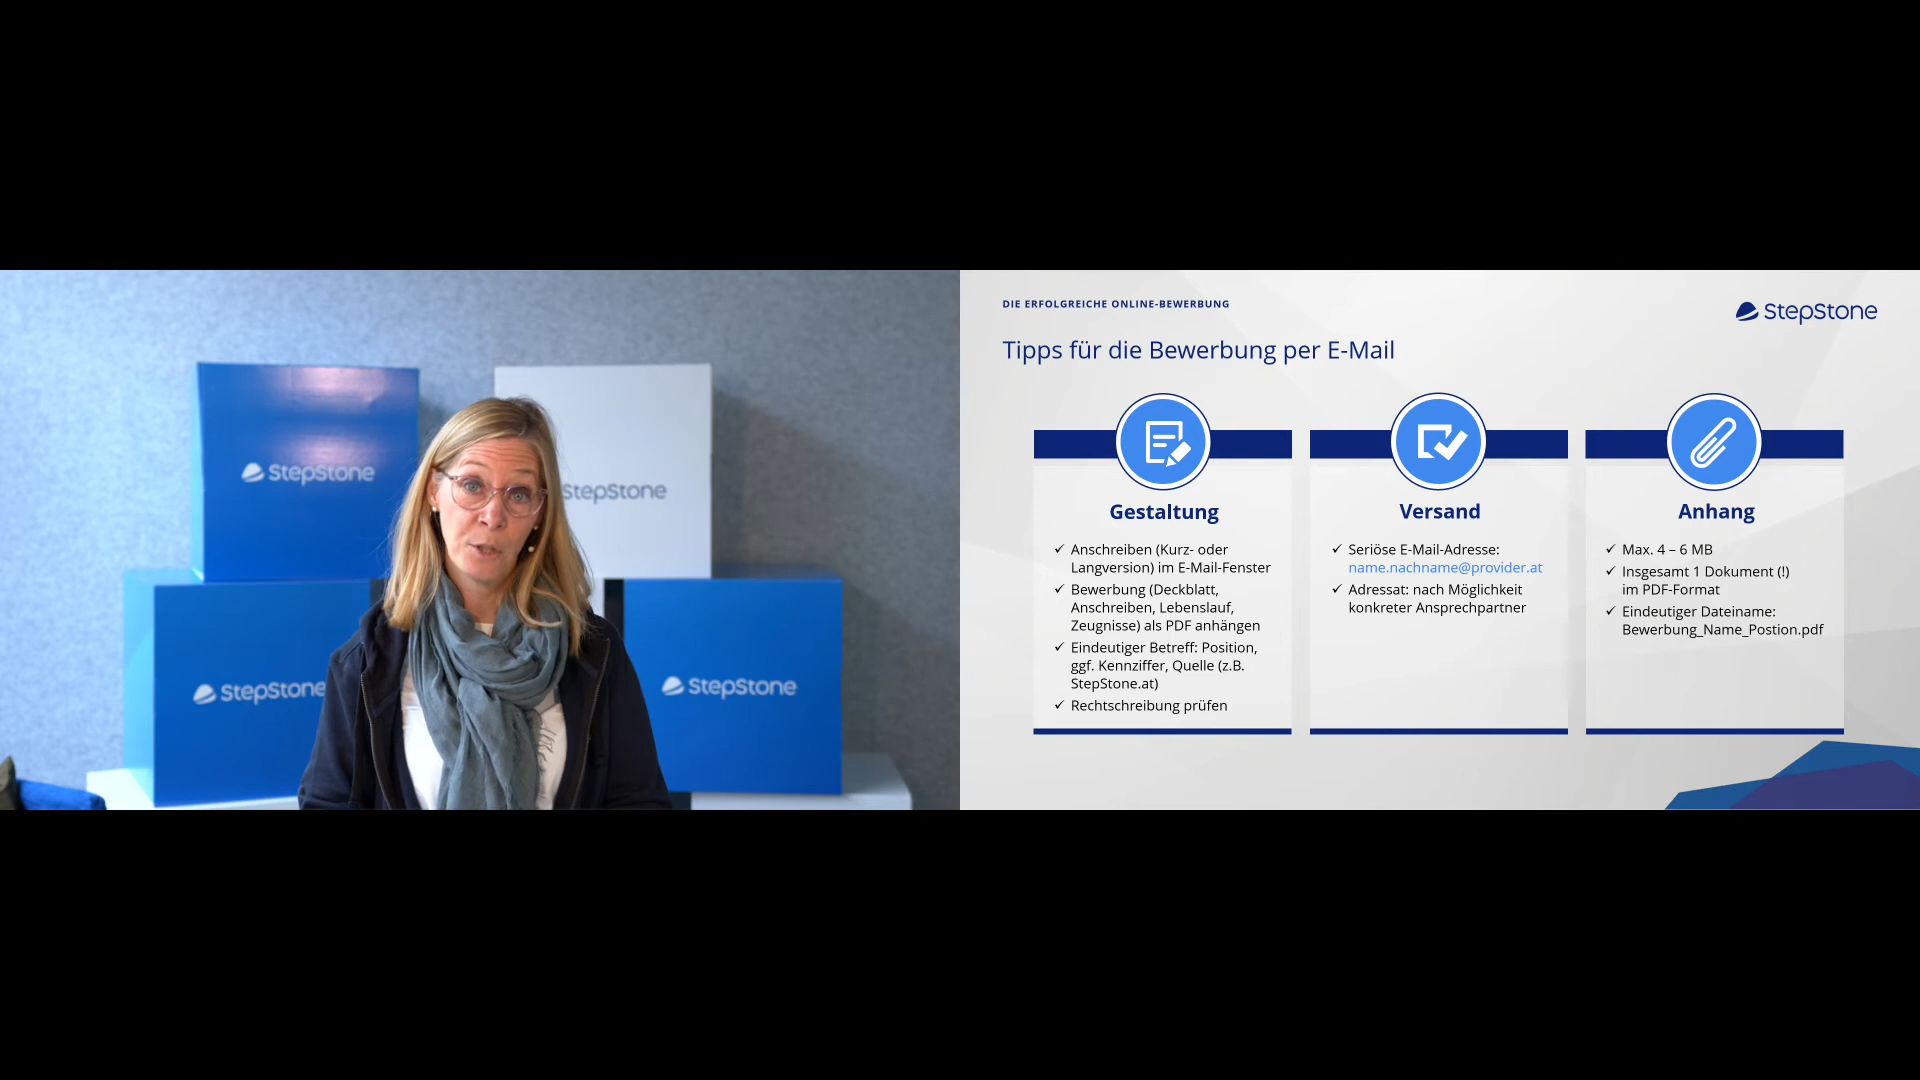 StepStone
StepStone
StepStone
StepStone
DIE ERFOLGREICHE ONLINE-BEWERBUNG
StepStone
Tipps für die Bewerbung per E-Mail
Gestaltung
✓ Anschreiben (Kurz- oder
Langversion) im E-Mail-Fenster
✓ Bewerbung (Deckblatt,
Anschreiben, Lebenslauf,
Zeugnisse) als PDF anhängen
✓ Eindeutiger Betreff: Position,
ggf. Kennziffer, Quelle (z.B.
StepStone.at)
✓ Rechtschreibung prüfen
Versand
✓ Seriöse E-Mail-Adresse:
name.nachname@provider.at
✓ Adressat: nach Möglichkeit
konkreter Ansprechpartner
Anhang
✓ Max. 4 – 6 MB
✓ Insgesamt 1 Dokument (!)
im PDF-Format
✓ Eindeutiger Dateiname:
Bewerbung_Name_Postion.pdf